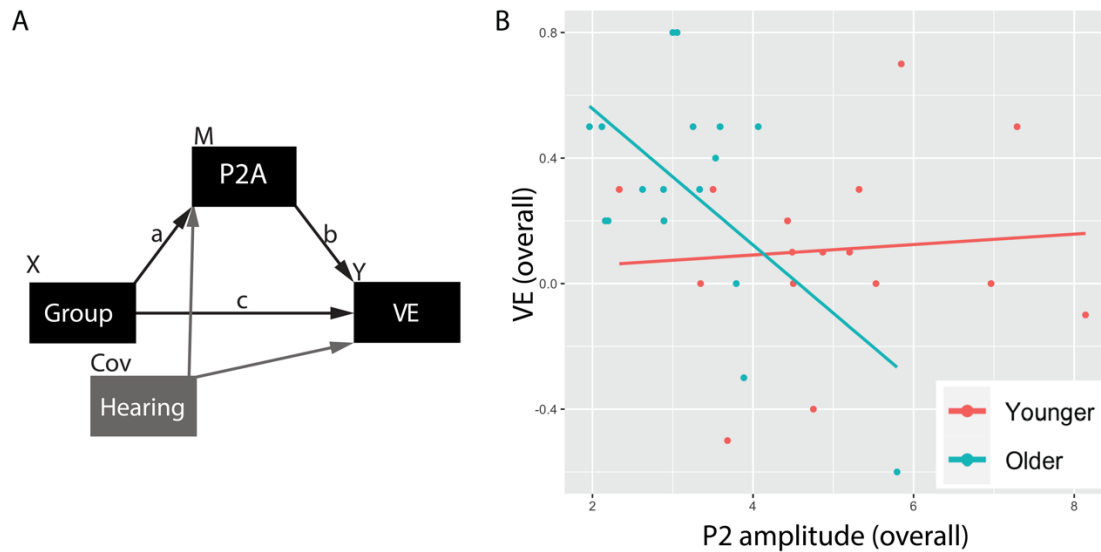 A
M
P2A
a
b
X
Y
Group
c
VE
Cov
Hearing
B
0.8
0.4
0.0
-0.4
VE (overall)
2
4
6
8
P2 amplitude (overall)
Younger
Older